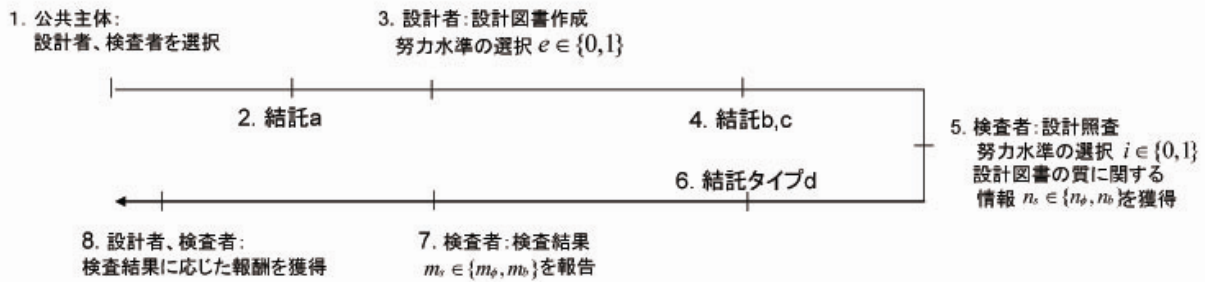 1. 公共主体:
設計者、検査者を選択
2. 結託a
3. 設計者:設計図書作成
努力水準の選択 e ∈ {0,1}
4. 結託b,c
5. 検査者:設計照査
努力水準の選択 i ∈ {0,1}
設計図書の質に関する
情報 nₛ ∈ {n_φ, n_b}を獲得
6. 結託タイプd
7. 検査者:検査結果
mₛ ∈ {m_φ, m_b}を報告
8. 設計者、検査者:
検査結果に応じた報酬を獲得